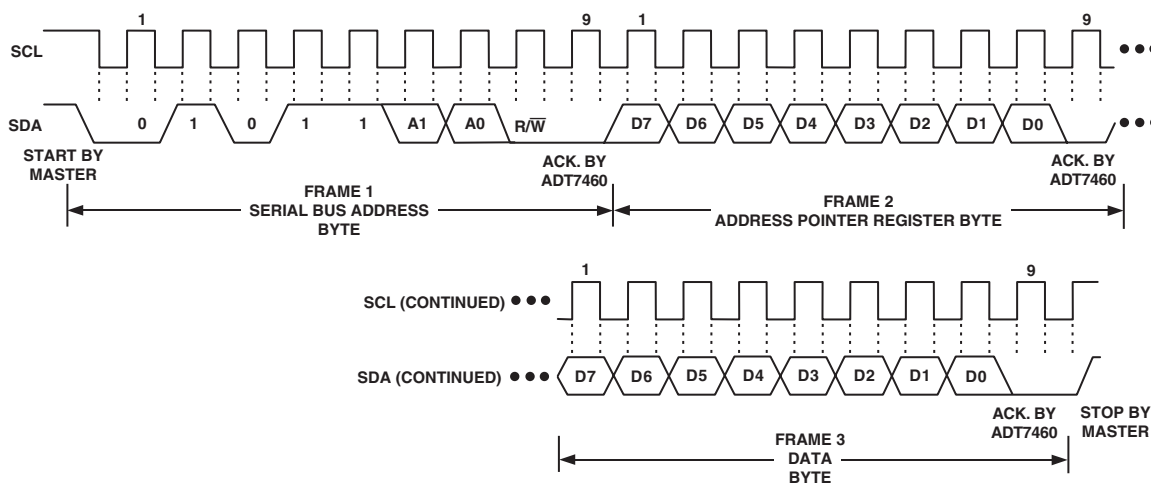 1 9 1 9
SCL
SDA 0 1 0 1 1 A1 A0 R/W̅ D7 D6 D5 D4 D3 D2 D1 D0
START BY
MASTER
ACK. BY
ADT7460
ACK. BY
ADT7460
FRAME 1
SERIAL BUS ADDRESS
BYTE
FRAME 2
ADDRESS POINTER REGISTER BYTE
1 9
SCL (CONTINUED)
SDA (CONTINUED) D7 D6 D5 D4 D3 D2 D1 D0
ACK. BY
ADT7460
STOP BY
MASTER
FRAME 3
DATA
BYTE